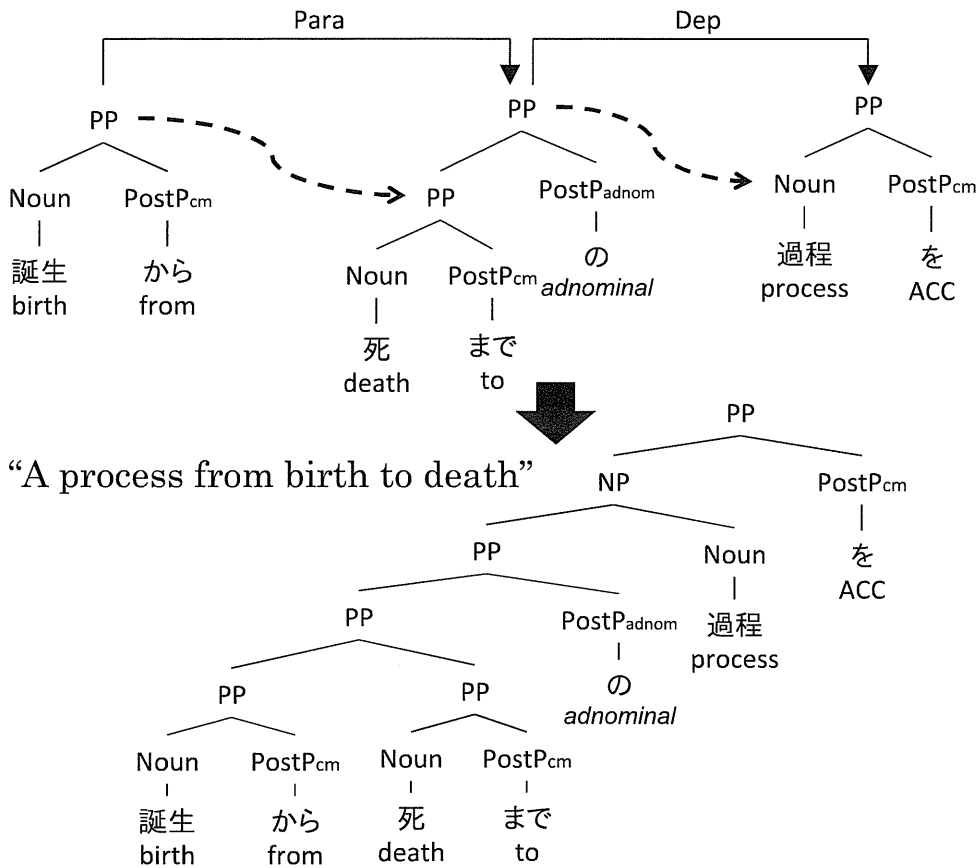 Para Dep
PP PP PP
Noun PostPcm PP PostPadnom Noun PostPcm
誕生 から の 過程 を
birth from Noun PostPcm adnominal process ACC
死 まで
death to
PP
“A process from birth to death” NP PostPcm
PP Noun を
ACC
PP PostPadnom 過程
process
PP PP の
adnominal
Noun PostPcm Noun PostPcm
誕生 から 死 まで
birth from death to